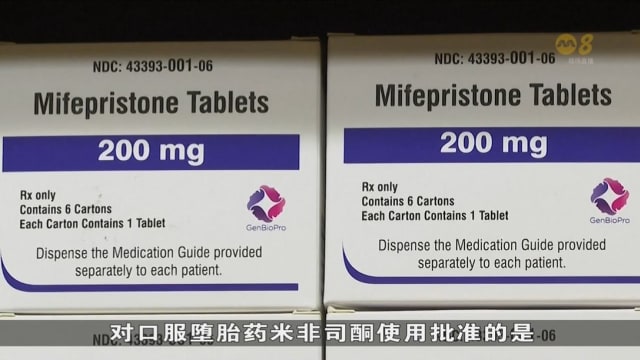 8
NDC: 43393-001-06
Mifepristone Tablets
200 mg
Rx only
Contains 6 Cartons
Each Carton Contains 1 Tablet
GenBioPro
Dispense the Medication Guide provided
separately to each patient.
NDC: 43393-001-06
Mifepristone Tablets
200 mg
Rx only
Contains 6 Cartons
Each Carton Contains 1 Tablet
GenBioPro
Dispense the Medication Guide provided
separately to each patient.
对口服堕胎药米非司酮使用批准的是